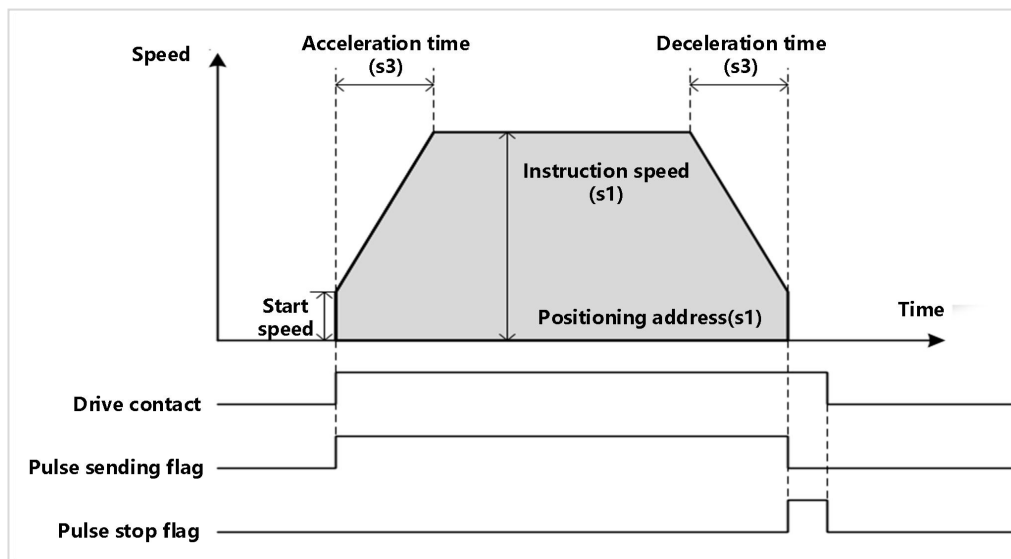 Speed
Acceleration time
(s3)
Deceleration time
(s3)
Instruction speed
(s1)
Start
speed
Positioning address(s1)
Time
Drive contact
Pulse sending flag
Pulse stop flag